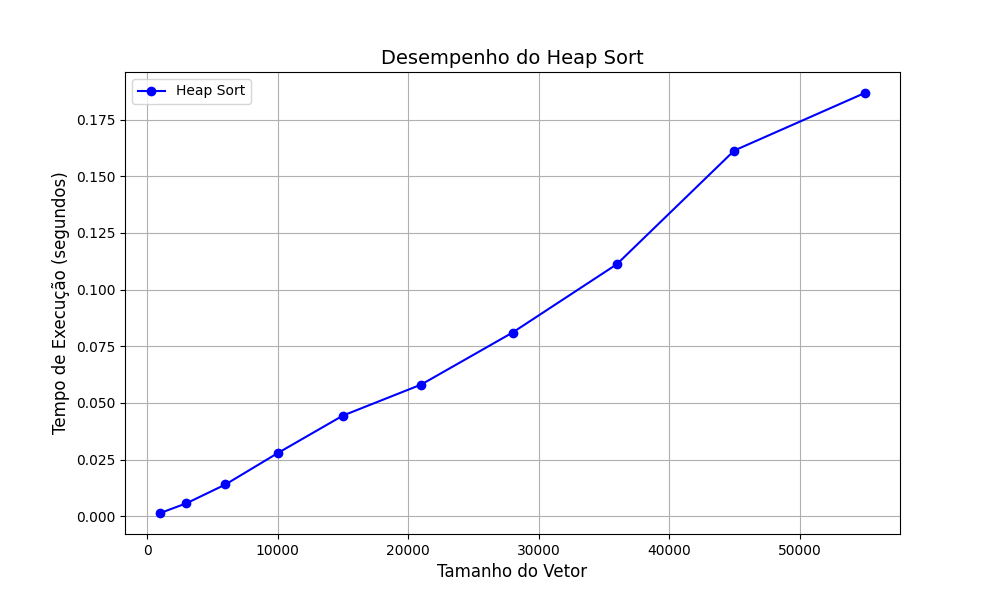 Desempenho do Heap Sort
Heap Sort
Tempo de Execução (segundos)
0.175
0.150
0.125
0.100
0.075
0.050
0.025
0.000
0 10000 20000 30000 40000 50000
Tamanho do Vetor